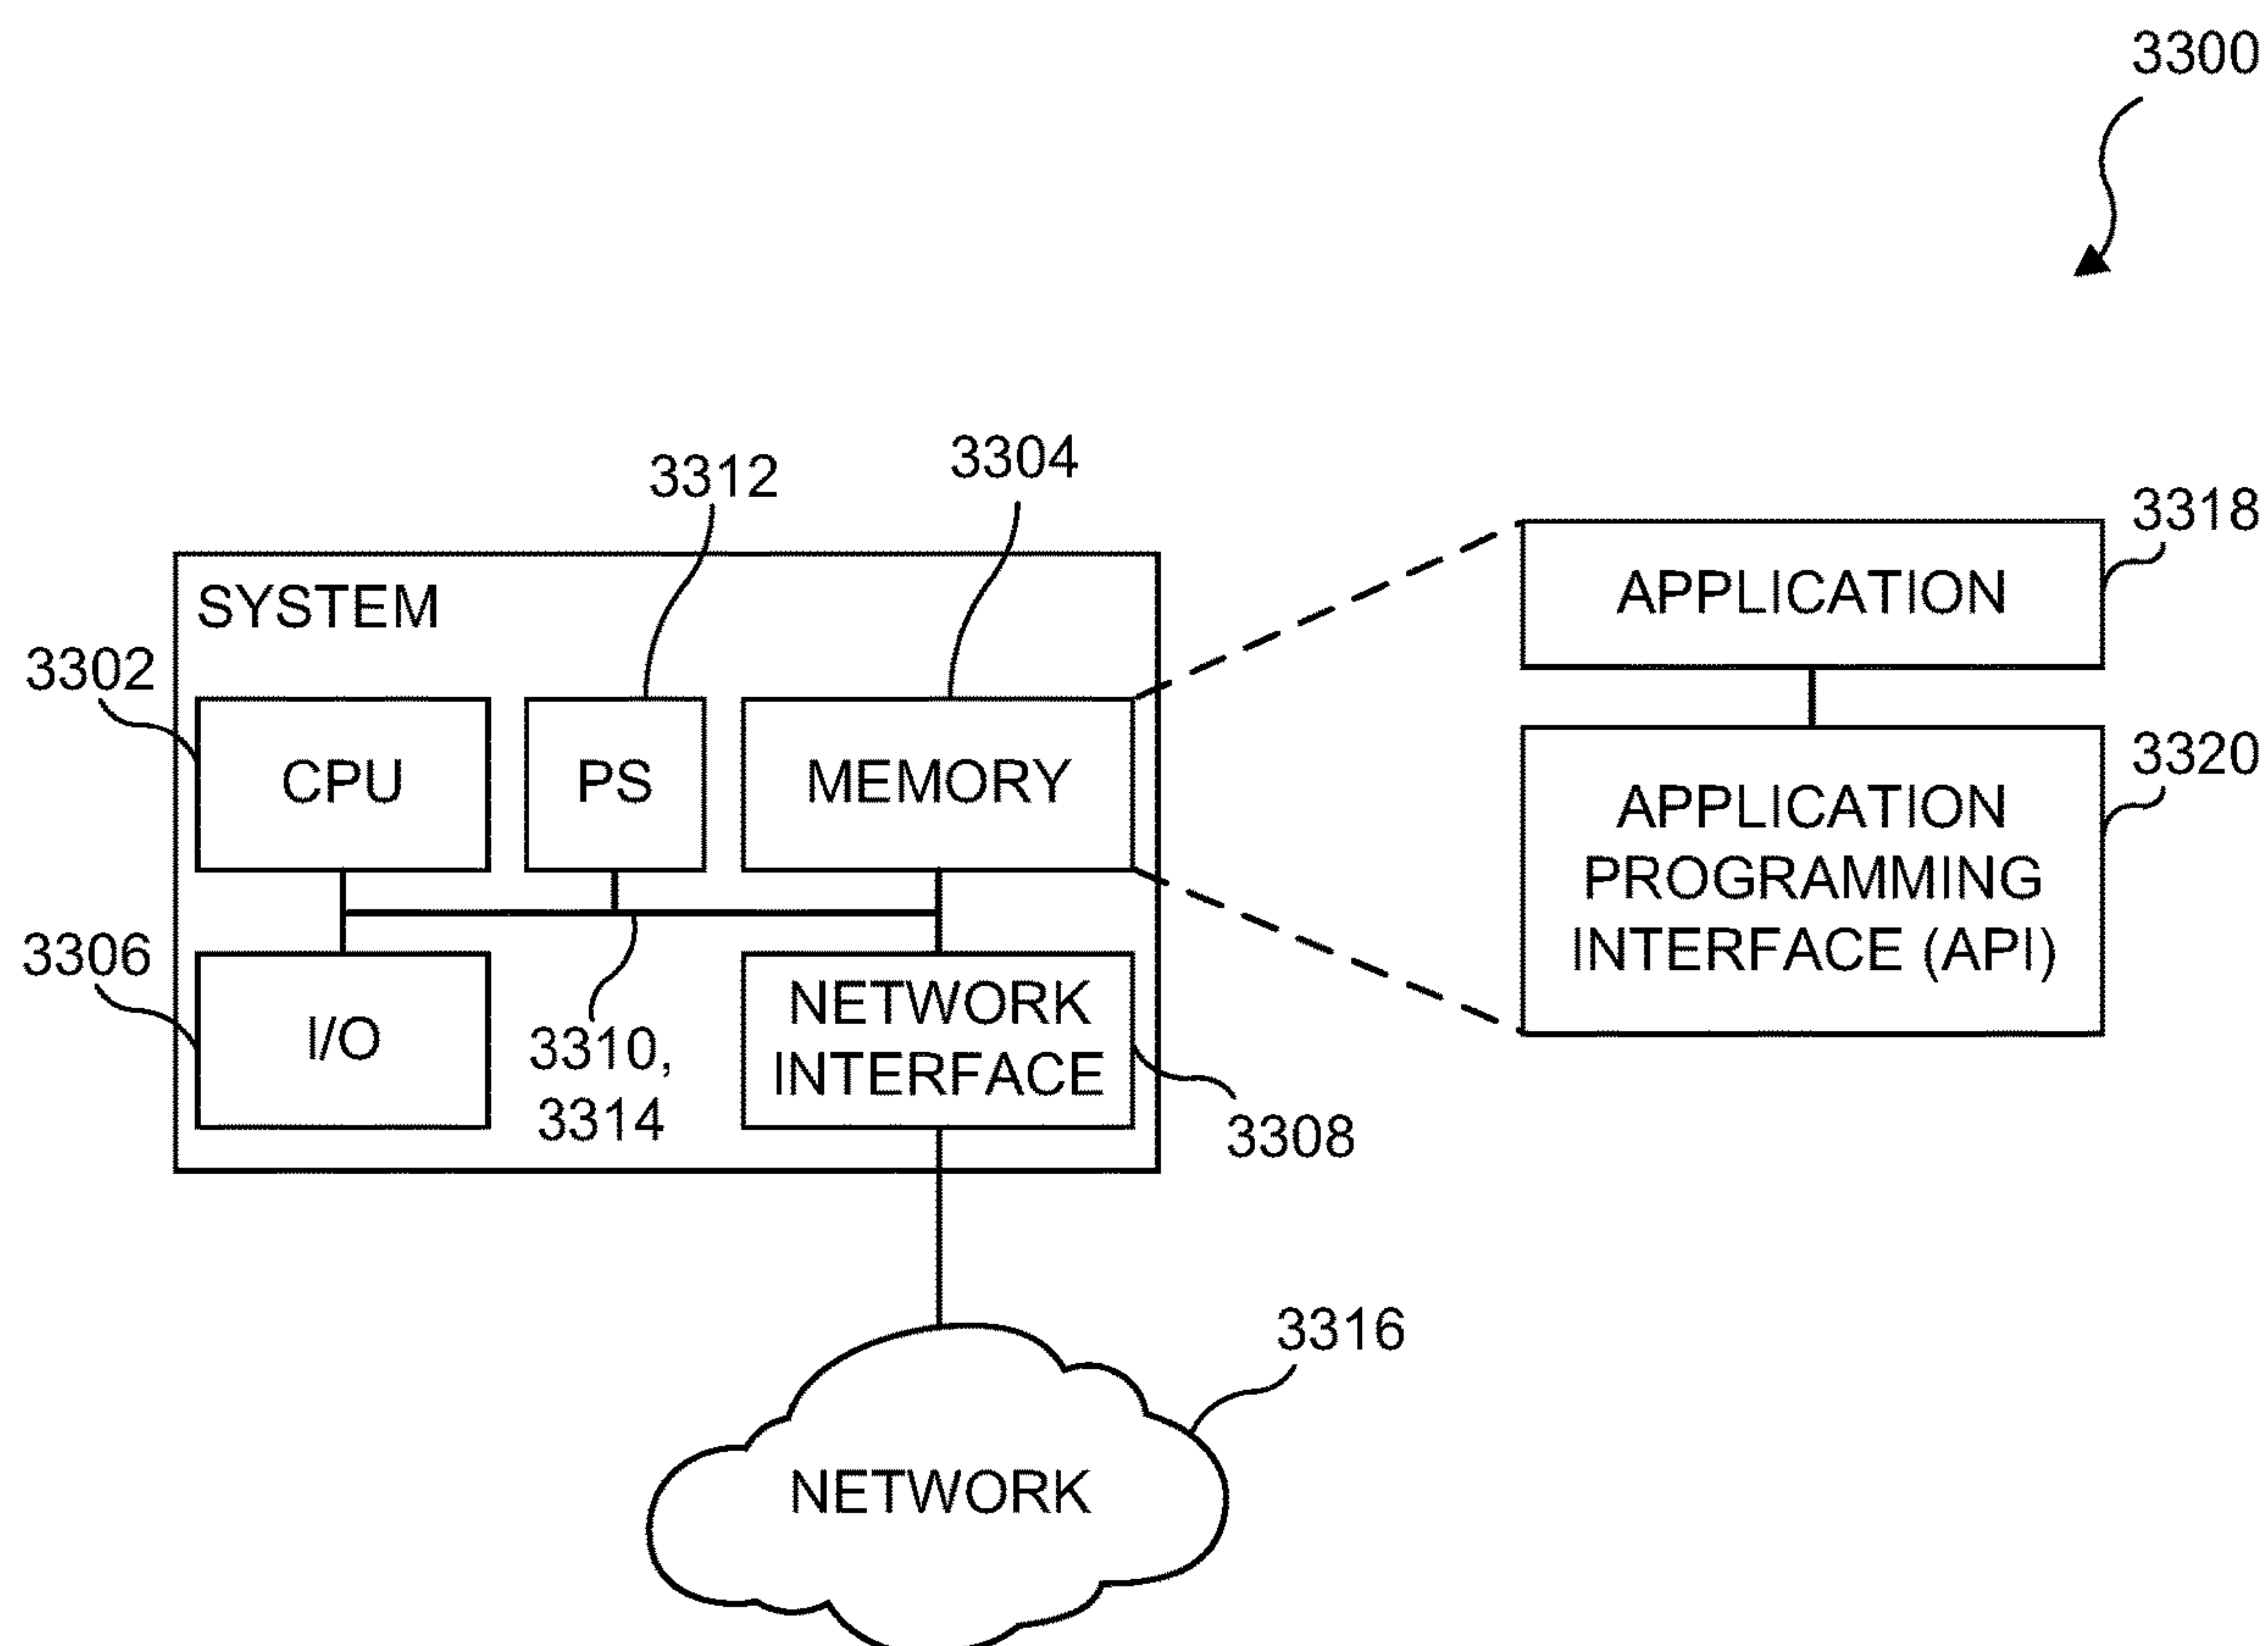 3300
3312
3304
3318
SYSTEM
APPLICATION
3302
CPU
PS
MEMORY
3320
APPLICATION
PROGRAMMING
INTERFACE (API)
3306
I/O
3310,
3314
NETWORK
INTERFACE
3308
3316
NETWORK